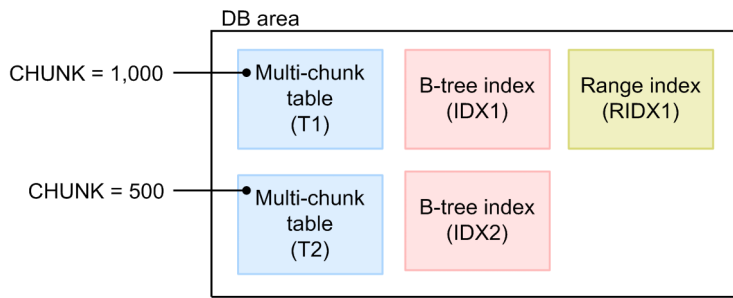 DB area
CHUNK = 1,000
Multi-chunk
table
(T1)
B-tree index
(IDX1)
Range index
(RIDX1)
CHUNK = 500
Multi-chunk
table
(T2)
B-tree index
(IDX2)